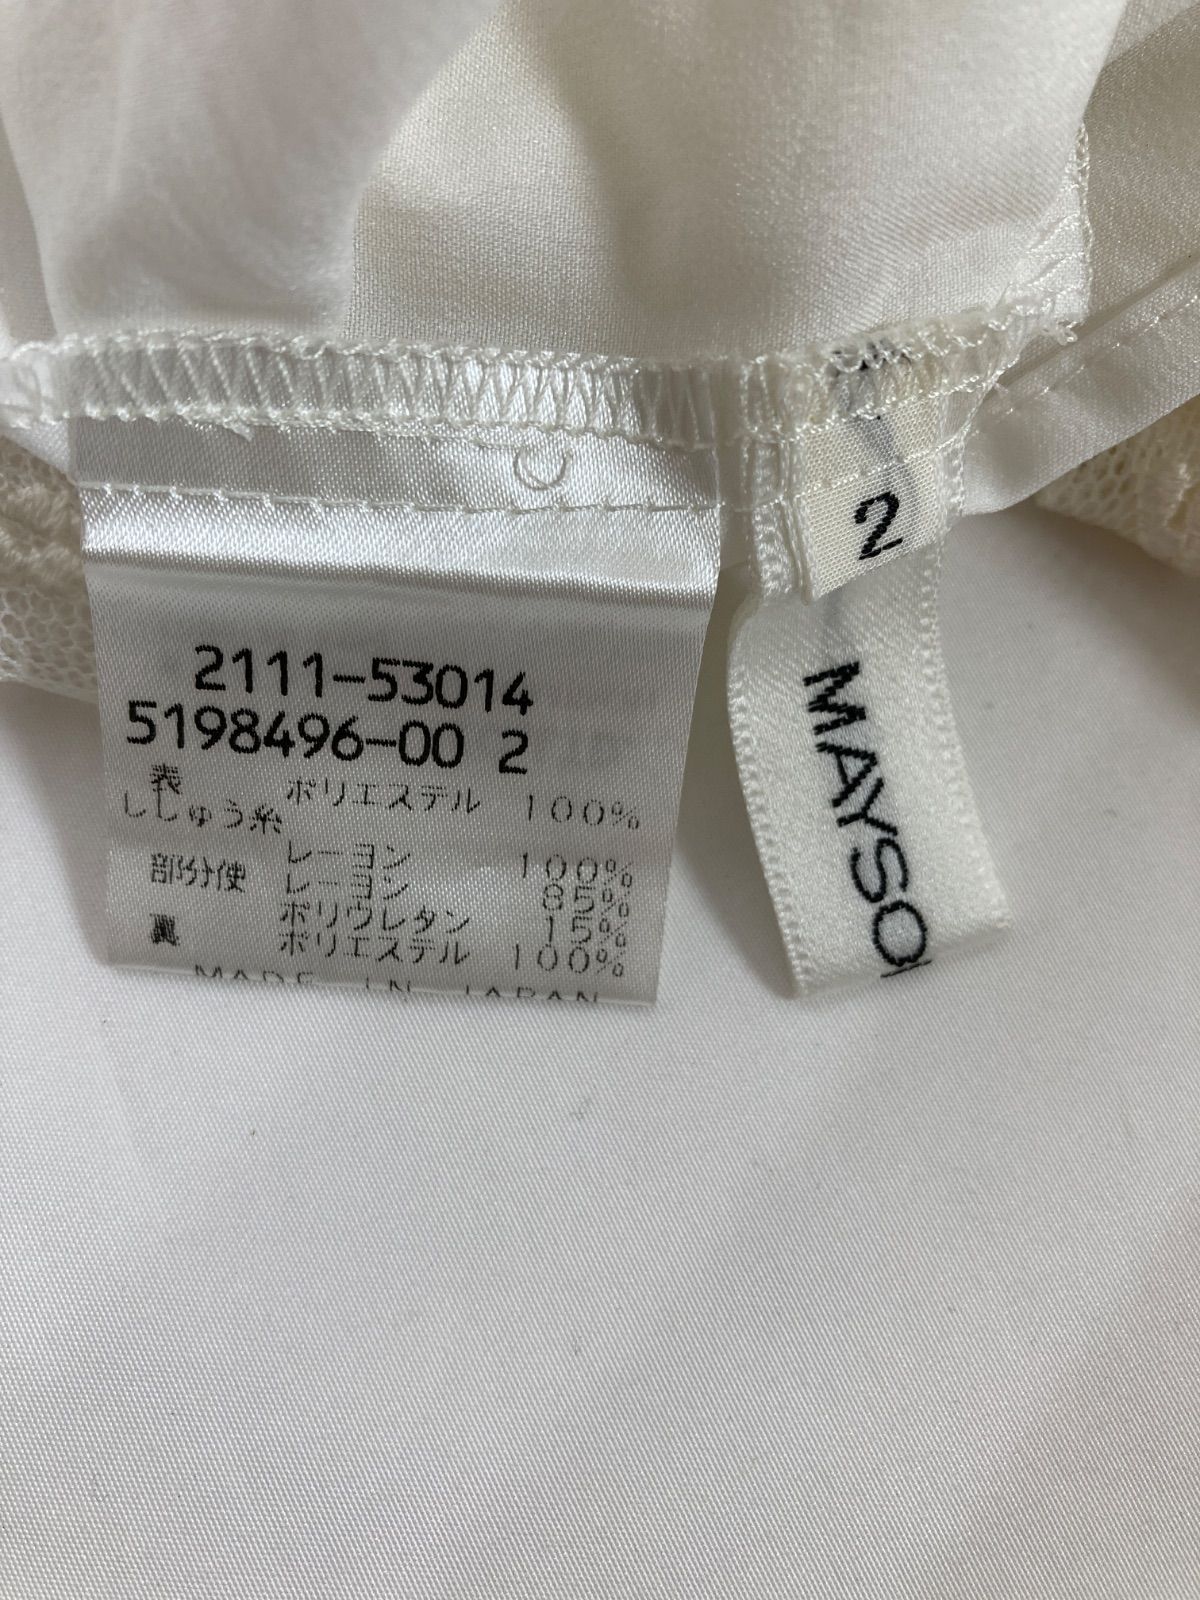 2
MAYSO
2111-53014
5198496-00 2
表 ポリエステル 100%
ししゅう糸
レーヨン 100%
部分使 レーヨン 85%
ポリウレタン 15%
裏 ポリエステル 100%
MADE IN JAPAN